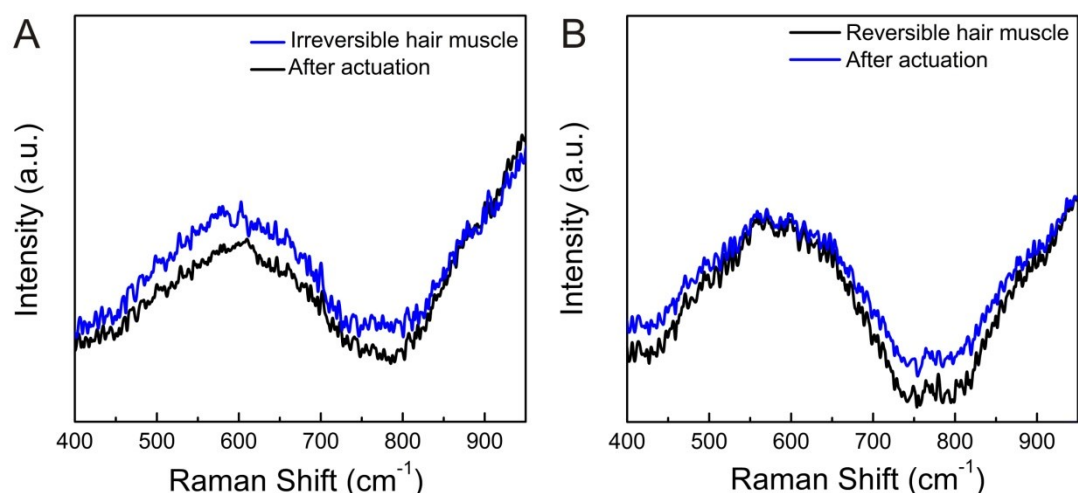 A
Irreversible hair muscle
After actuation
Intensity (a.u.)
400 500 600 700 800 900
Raman Shift (cm⁻¹)
B
Reversible hair muscle
After actuation
Intensity (a.u.)
400 500 600 700 800 900
Raman Shift (cm⁻¹)